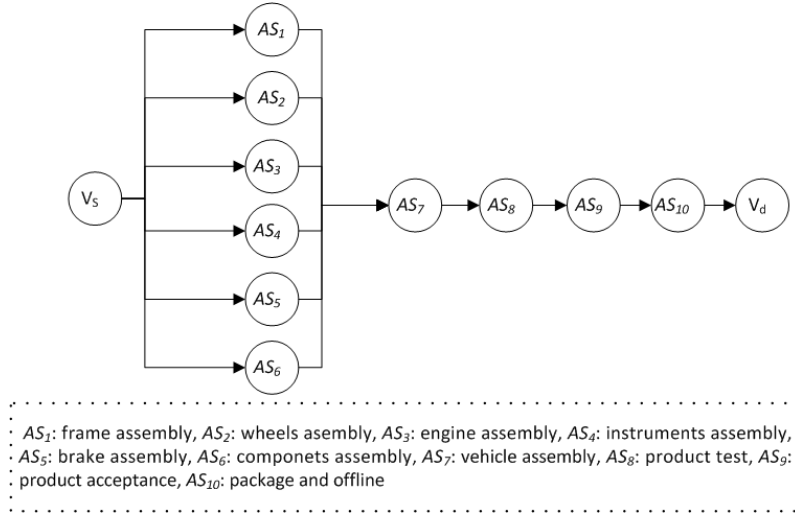 AS1
AS2
AS3
VS
AS4
AS7
AS8
AS9
AS10
Vd
AS5
AS6
AS1: frame assembly, AS2: wheels asembly, AS3: engine assembly, AS4: instruments assembly,
AS5: brake assembly, AS6: componets assembly, AS7: vehicle assembly, AS8: product test, AS9:
product acceptance, AS10: package and offline